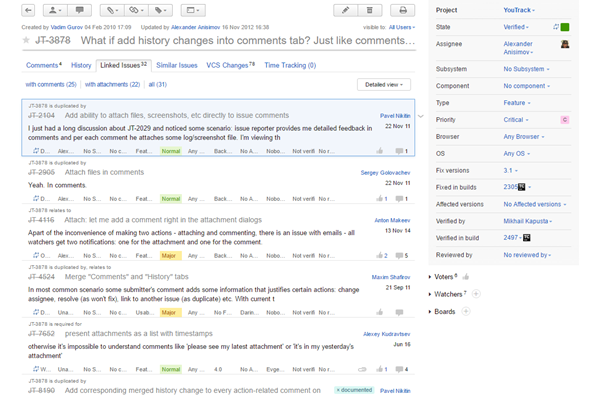 Created by Vadim Gurov 04 Feb 2010 17:09 Updated by Alexander Anisimov 16 Nov 2012 16:38 visible to: All Users
JT-3878 What if add history changes into comments tab? Just like comments…
Comments 4 History Linked Issues 32 Similar Issues VCS Changes 78 Time Tracking (0)
with comments (25) with attachments (22) all (31) Detailed view
JT-3878 is duplicated by
JT-2104 Add ability to attach files, screenshots, etc directly to issue comments Pavel Nikitin
I just had a long discussion about JT-2029 and noticed some scenario: issue reporter provides me detailed feedback in 22 Nov 11
comments and per each comment he attaches some log/screenshot file. I'm viewing th
D... Ale... No S... No c... Feat... Normal Any ... Back... No A... Nobo... Not verifi No r... 1
JT-3878 is duplicated by
JT-2905 Attach files in comments Sergey Golovachev
Yeah. In comments. 22 Nov 11
D... Ale... No S... No c... Feat... Normal Any ... Back... No A... Nobo... Not verifi No r... 1 1
JT-3878 relates to
JT-4116 Attach: let me add a comment right in the attachment dialogs Anton Makeev
Apart of the inconvenience of making two actions - attaching and commenting, there is an issue with emails - all 13 Nov 14
watchers get two notifications: one for the attachment and one for the comment.
O... Alex... No S... No c... Feat... Major Any ... Back... No A... Nobo... Not verifi No r... 2 5
JT-3878 is duplicated by, relates to
JT-4524 Merge "Comments" and "History" tabs Maxim Shafirov
In most common scenario some submitter's comment adds some information that justifies certain actions: change 21 Sep 11
assignee, resolve (as won't fix), link to another issue (as duplicate) etc. With current t
D... Una... No S... No c... Usab... Major Any ... No F... Darin... Nobo... Not verifi No r...
JT-3878 is required for
JT-7652 present attachments as a list with timestamps Alexey Kudravtsev
otherwise it's impossible to understand comments like 'please see my latest attachment' or 'it's in my yesterday's Jun 16
attachment'
W... Una... No S... No c... Feat... Normal Any ... 4.0 No A... Evge... Not verifi No r... 1 4
JT-3878 is duplicated by
JT-8190 Add corresponding merged history change to every action-related comment on + documented Pavel Nikitin
Project YouTrack
State Verified
Assignee Alexander
Anisimov
Subsystem No Subsystem
Component No component
Type Feature
Priority Critical C
Browser Any Browser
OS Any OS
Fix versions 3.1
Fixed in builds 2305
Affected versions No Affected versions
Verified by Mikhail Kapusta
Verified in build 2497
Reviewed by No reviewed by
Voters 6
Watchers 7
Boards